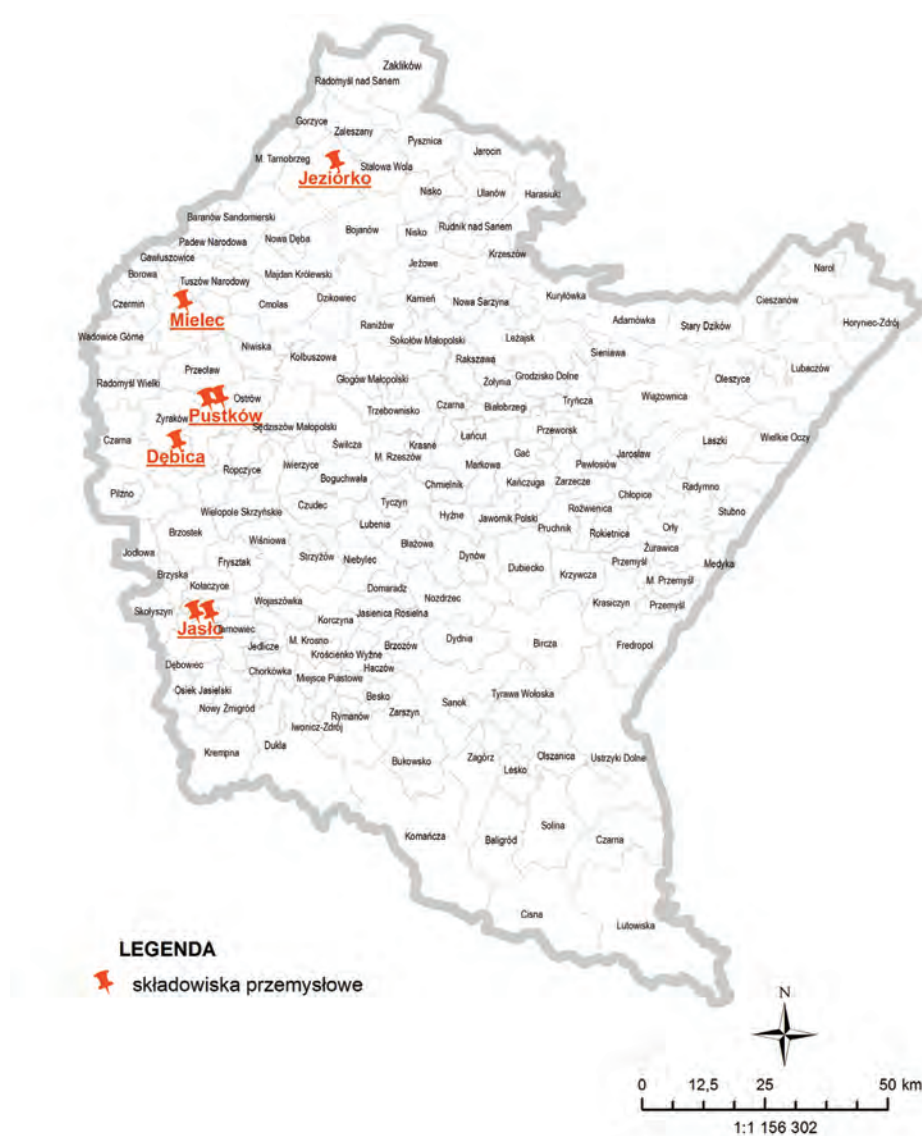 Zaklików
Radomyśl nad Sanem
Gorzyce
Zaleszany
Pysznica
Jarocin
M. Tarnobrzeg
Stalowa Wola
Jeziórko
Nisko
Ulanów
Harasiuki
Baranów Sandomierski
Padew Narodowa
Nowa Dęba
Bojanów
Nisko
Rudnik nad Sanem
Gawłuszowice
Krzeszów
Borowa
Tuszów Narodowy
Majdan Królewski
Jeżowe
Narol
Czermin
Cmolas
Dzikowiec
Kamień
Nowa Sarzyna
Kuryłówka
Cieszanów
Mielec
Adamówka
Stary Dzików
Horyniec-Zdrój
Wadowice Górne
Raniżów
Sokołów Małopolski
Leżajsk
Niwiska
Kolbuszowa
Rakszawa
Sieniawa
Przecław
Lubaczów
Radomyśl Wielki
Głogów Małopolski
Żołynia
Grodzisko Dolne
Oleszyce
Ostrów
Trzebownisko
Czarna
Białobrzegi
Tryńcza
Wiązownica
Żyraków
Pustków
Sędziszów Małopolski
Przeworsk
Czarna
Dębica
Świlcza
Krasne
Łańcut
Gać
Jarosław
Laszki
Wielkie Oczy
Ropczyce
Iwierzyce
M. Rzeszów
Markowa
Pawłosiów
Boguchwała
Chmielnik
Kańczuga
Zarzecze
Radymno
Pilzno
Czudec
Tyczyn
Chłopice
Wielopole Skrzyńskie
Lubenia
Hyżne
Jawornik Polski
Roźwienica
Stubno
Brzostek
Wiśniowa
Błażowa
Pruchnik
Rokietnica
Orły
Jodłowa
Frysztak
Strzyżów
Niebylec
Dynów
Dubiecko
Żurawica
Brzyska
Krzywcza
Przemyśl
Medyka
Kołaczyce
Domaradz
Nozdrzec
M. Przemyśl
Skołyszyn
Wojaszówka
Jasienica Rosielna
Krasiczyn
Przemyśl
Jasło
Tarnowiec
Korczyna
Jedlicze
M. Krosno
Brzozów
Dydnia
Bircza
Fredropol
Krościenko Wyżne
Dębowiec
Chorkówka
Miejsce Piastowe
Haczów
Osiek Jasielski
Besko
Sanok
Tyrawa Wołoska
Nowy Żmigród
Rymanów
Zarszyn
Iwonicz-Zdrój
Krempna
Dukla
Bukowsko
Zagórz
Lesko
Olszanica
Ustrzyki Dolne
Komańcza
Baligród
Solina
Czarna
Cisna
Lutowiska
LEGENDA
składowiska przemysłowe
N
0 12,5 25 50 km
1:1 156 302